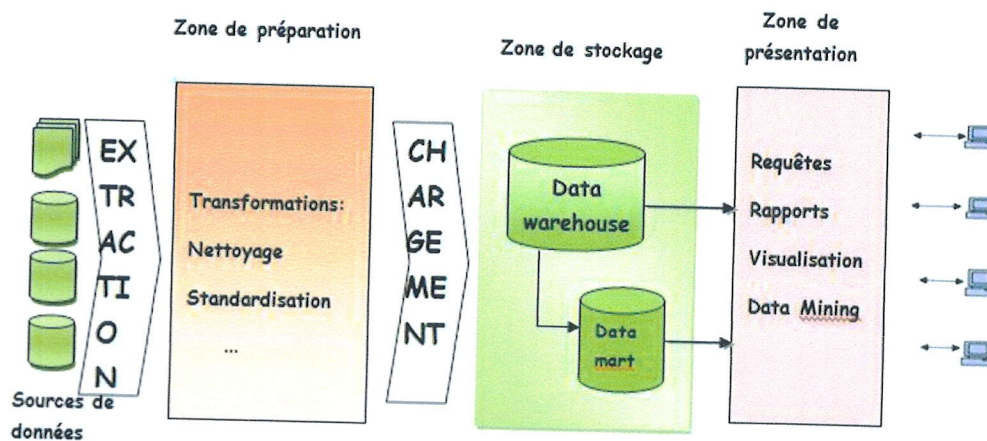 Zone de préparation
Zone de stockage
Zone de
présentation
EX
TR
AC
TI
O
N
Sources de
données
Transformations:
Nettoyage
Standardisation
...
CH
AR
GE
ME
NT
Data
warehouse
Data
mart
Requêtes
Rapports
Visualisation
Data Mining